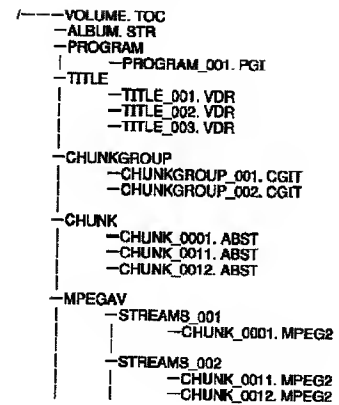 /----VOLUME. TOC
-ALBUM. STR
-PROGRAM
-PROGRAM_001. PGI
-TITLE
-TITLE_001. VDR
-TITLE_002. VDR
-TITLE_003. VDR
-CHUNKGROUP
-CHUNKGROUP_001. CGIT
-CHUNKGROUP_002. CGIT
-CHUNK
-CHUNK_0001. ABST
-CHUNK_0011. ABST
-CHUNK_0012. ABST
-MPEGAV
-STREAMS_001
-CHUNK_0001. MPEG2
-STREAMS_002
-CHUNK_0011. MPEG2
-CHUNK_0012. MPEG2